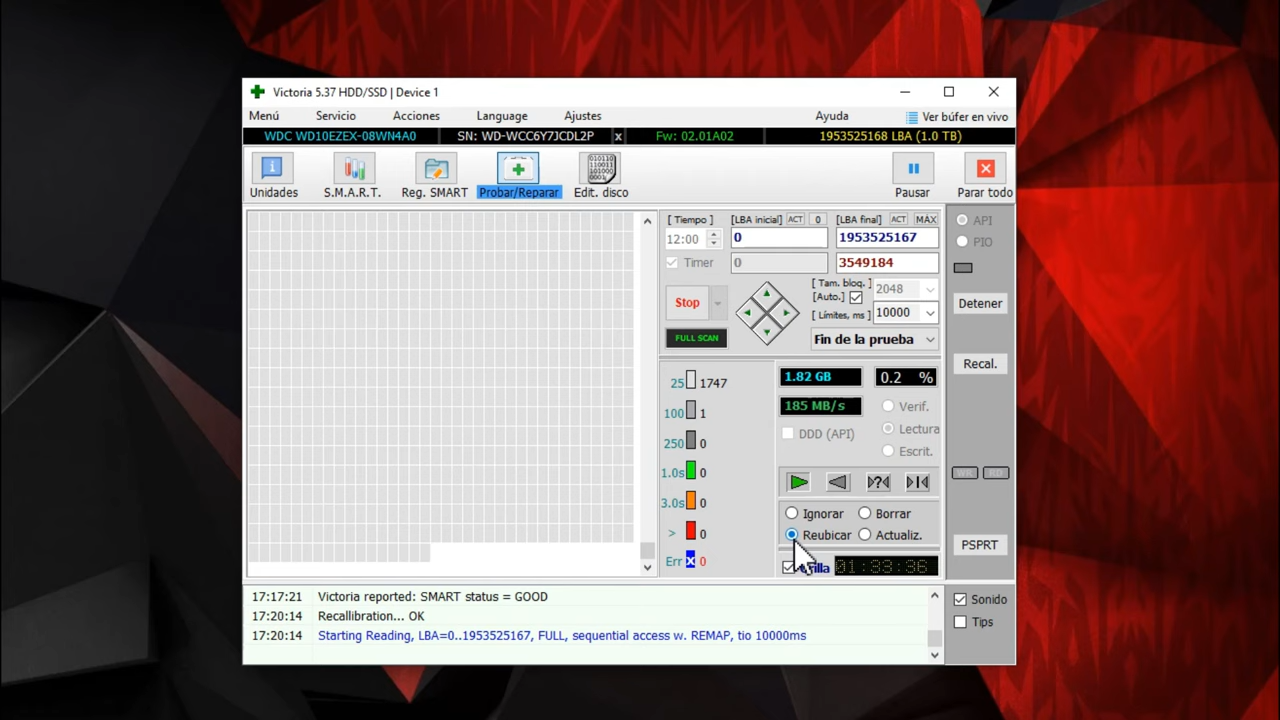 Victoria 5.37 HDD/SSD | Device 1
Menú Servicio Acciones Language Ajustes Ayuda Ver búfer en vivo
WDC WD10EZEX-08WN4A0 SN: WD-WCC6Y7JCDL2P x Fw: 02.01A02 1953525168 LBA (1.0 TB)
Unidades S.M.A.R.T. Reg. SMART Probar/Reparar Edit. disco Pausar Parar todo
[ Tiempo ] [LBA inicial] ACT 0 [LBA final] ACT MÁX
12:00 0 1953525167
Timer 0 3549184
[ Tam. bloq. ]
[Auto.] 2048
Stop
[ Límites, ms ] 10000
FULL SCAN Fin de la prueba
API
PIO
Detener
Recal.
25 1747
100 1
250 0
1.0s 0
3.0s 0
> 0
Err x 0
1.82 GB 0.2 %
185 MB/s Verif.
DDD (API) Lectura
Escrit.
Ignorar Borrar
Reubicar Actualiz.
01:33:36
WR RD
PSPRT
17:17:21 Victoria reported: SMART status = GOOD
17:20:14 Recallibration... OK
17:20:14 Starting Reading, LBA=0..1953525167, FULL, sequential access w. REMAP, tio 10000ms
Sonido
Tips